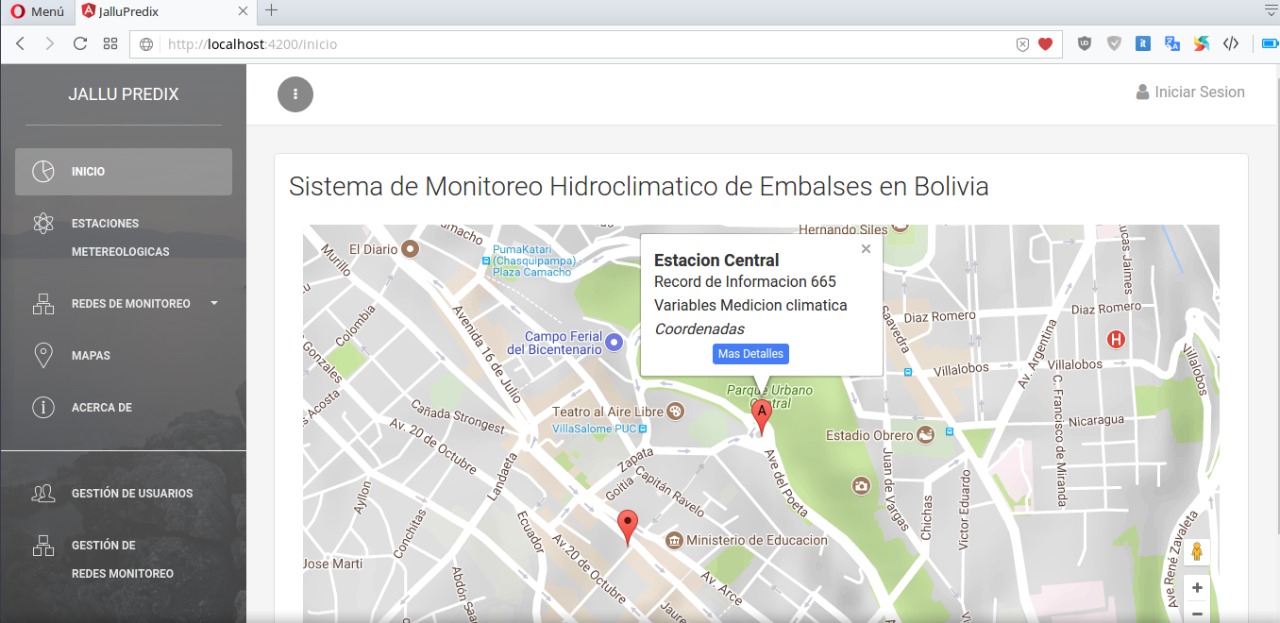 Menú
JalluPredix
http://localhost:4200/inicio
JALLU PREDIX
INICIO
ESTACIONES
METEREOLOGICAS
REDES DE MONITOREO
MAPAS
ACERCA DE
GESTIÓN DE USUARIOS
GESTIÓN DE
REDES MONITOREO
Iniciar Sesion
Sistema de Monitoreo Hidroclimatico de Embalses en Bolivia
Estacion Central
Record de Informacion 665
Variables Medicion climatica
Coordenadas
Mas Detalles
El Diario
Murillo
PumaKatari
(Chasquipampa)
Plaza Camacho
Hernando Siles
Colombia
Avenida 16 de Julio
Campo Ferial
del Bicentenario
Gonzales
Acosta
Cañada Strongest
Av. 20 de Octubre
Teatro al Aire Libre
VillaSalome PUC
Parque Urbano
Central
A
Saavedra
Diaz Romero
Diaz Romero
Lucas Jaimes
H
Av. Argentina
Villalobos
Villalobos
Villalobos
C. Francisco de Miranda
Nicaragua
Estadio Obrero
Juan de Vargas
Chichas
Victor Eduardo
Ave del Poeta
Zapata
Goitia
Capitán Ravelo
Landaeta
Ayllon
Conchitas
Ecuador
Av. 20 de Octubre
Ministerio de Educacion
Av. Arce
Jose Marti
Ave René Zavaleta
+
−